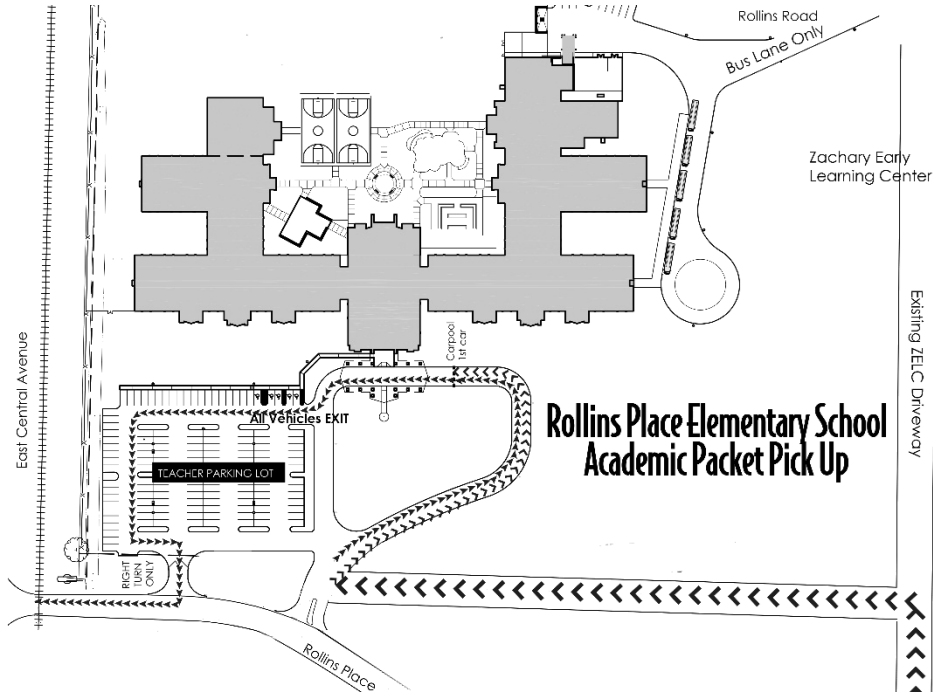 Rollins Road
Bus Lane Only
Zachary Early
Learning Center
East Central Avenue
Existing ZELC Driveway
Carpool
1st car
All Vehicles EXIT
Rollins Place Elementary School
Academic Packet Pick Up
TEACHER PARKING LOT
RIGHT
TURN
ONLY
Rollins Place